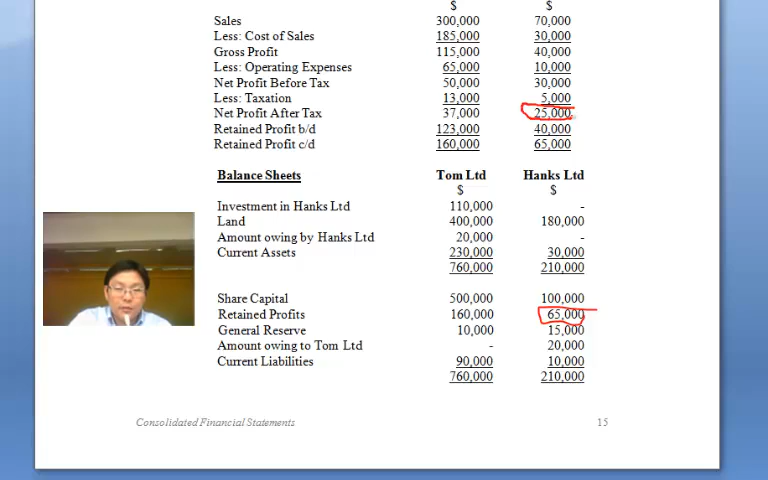 $ $
Sales 300,000 70,000
Less: Cost of Sales 185,000 30,000
Gross Profit 115,000 40,000
Less: Operating Expenses 65,000 10,000
Net Profit Before Tax 50,000 30,000
Less: Taxation 13,000 5,000
Net Profit After Tax 37,000 25,000
Retained Profit b/d 123,000 40,000
Retained Profit c/d 160,000 65,000
Balance Sheets Tom Ltd Hanks Ltd
$ $
Investment in Hanks Ltd 110,000 -
Land 400,000 180,000
Amount owing by Hanks Ltd 20,000 -
Current Assets 230,000 30,000
760,000 210,000
Share Capital 500,000 100,000
Retained Profits 160,000 65,000
General Reserve 10,000 15,000
Amount owing to Tom Ltd - 20,000
Current Liabilities 90,000 10,000
760,000 210,000
Consolidated Financial Statements 15